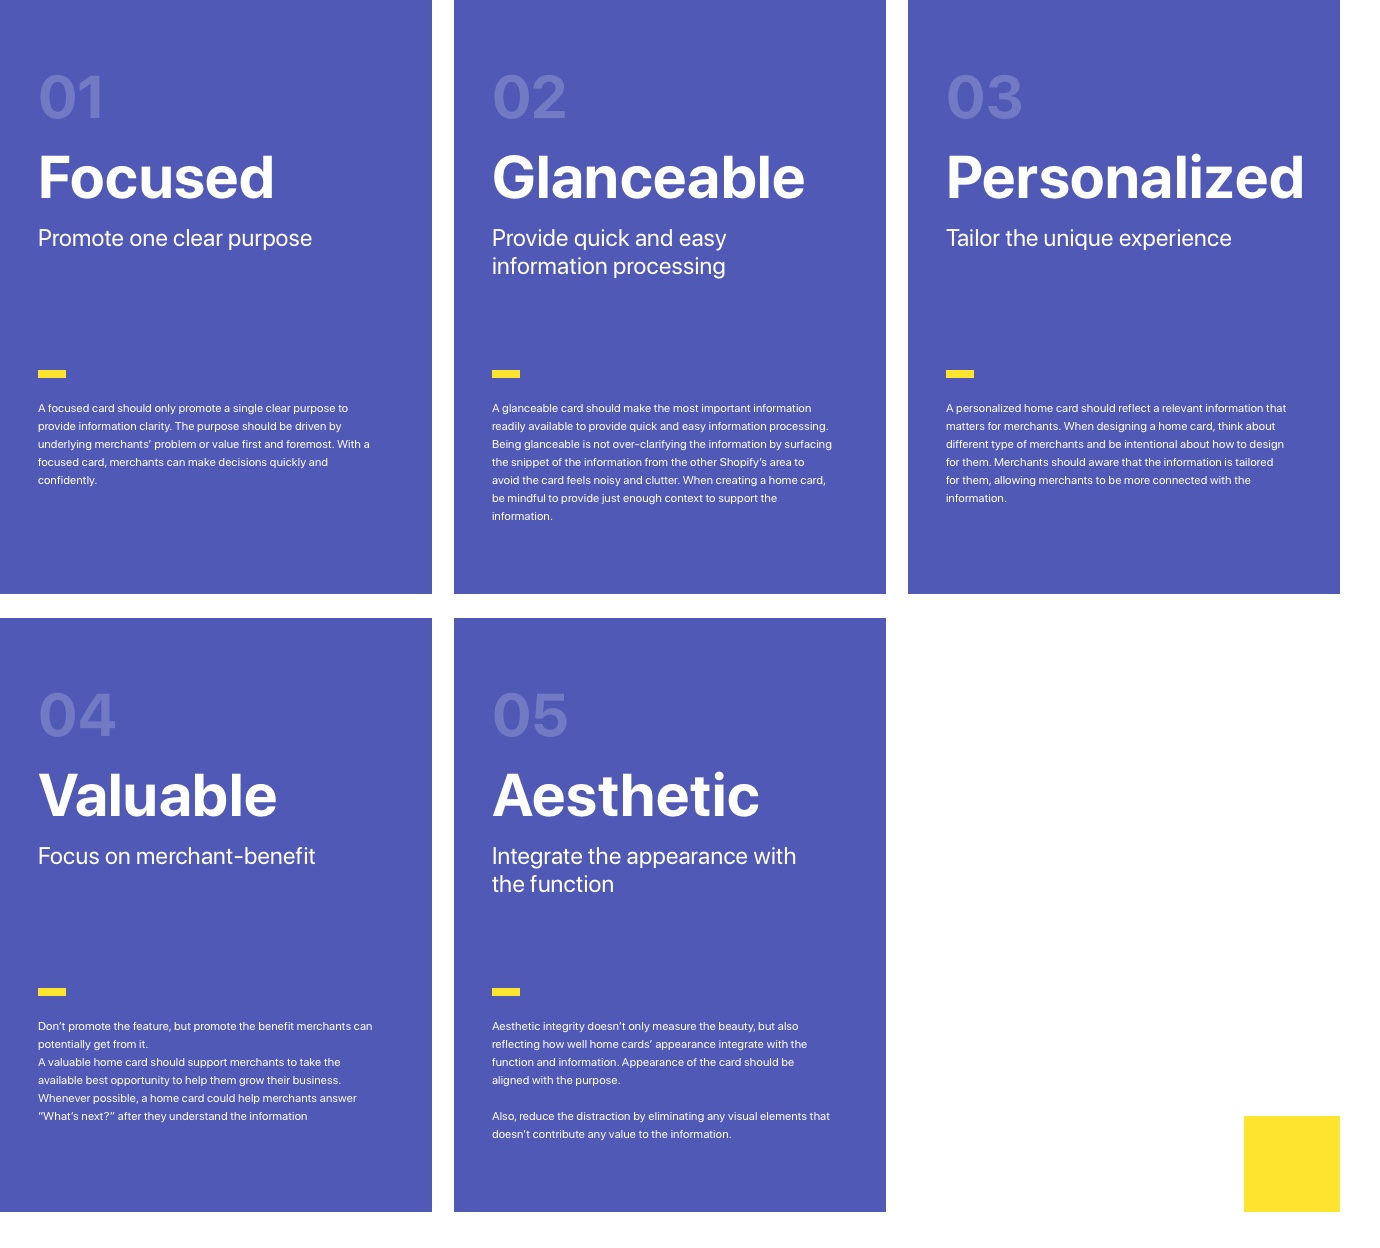 01
Focused
Promote one clear purpose
A focused card should only promote a single clear purpose to
provide information clarity. The purpose should be driven by
underlying merchants’ problem or value first and foremost. With a
focused card, merchants can make decisions quickly and
confidently.
02
Glanceable
Provide quick and easy
information processing
A glanceable card should make the most important information
readily available to provide quick and easy information processing.
Being glanceable is not over-clarifying the information by surfacing
the snippet of the information from the other Shopify’s area to
avoid the card feels noisy and clutter. When creating a home card,
be mindful to provide just enough context to support the
information.
03
Personalized
Tailor the unique experience
A personalized home card should reflect a relevant information that
matters for merchants. When designing a home card, think about
different type of merchants and be intentional about how to design
for them. Merchants should aware that the information is tailored
for them, allowing merchants to be more connected with the
information.
04
Valuable
Focus on merchant-benefit
Don’t promote the feature, but promote the benefit merchants can
potentially get from it.
A valuable home card should support merchants to take the
available best opportunity to help them grow their business.
Whenever possible, a home card could help merchants answer
“What’s next?” after they understand the information
05
Aesthetic
Integrate the appearance with
the function
Aesthetic integrity doesn’t only measure the beauty, but also
reflecting how well home cards’ appearance integrate with the
function and information. Appearance of the card should be
aligned with the purpose.
Also, reduce the distraction by eliminating any visual elements that
doesn’t contribute any value to the information.